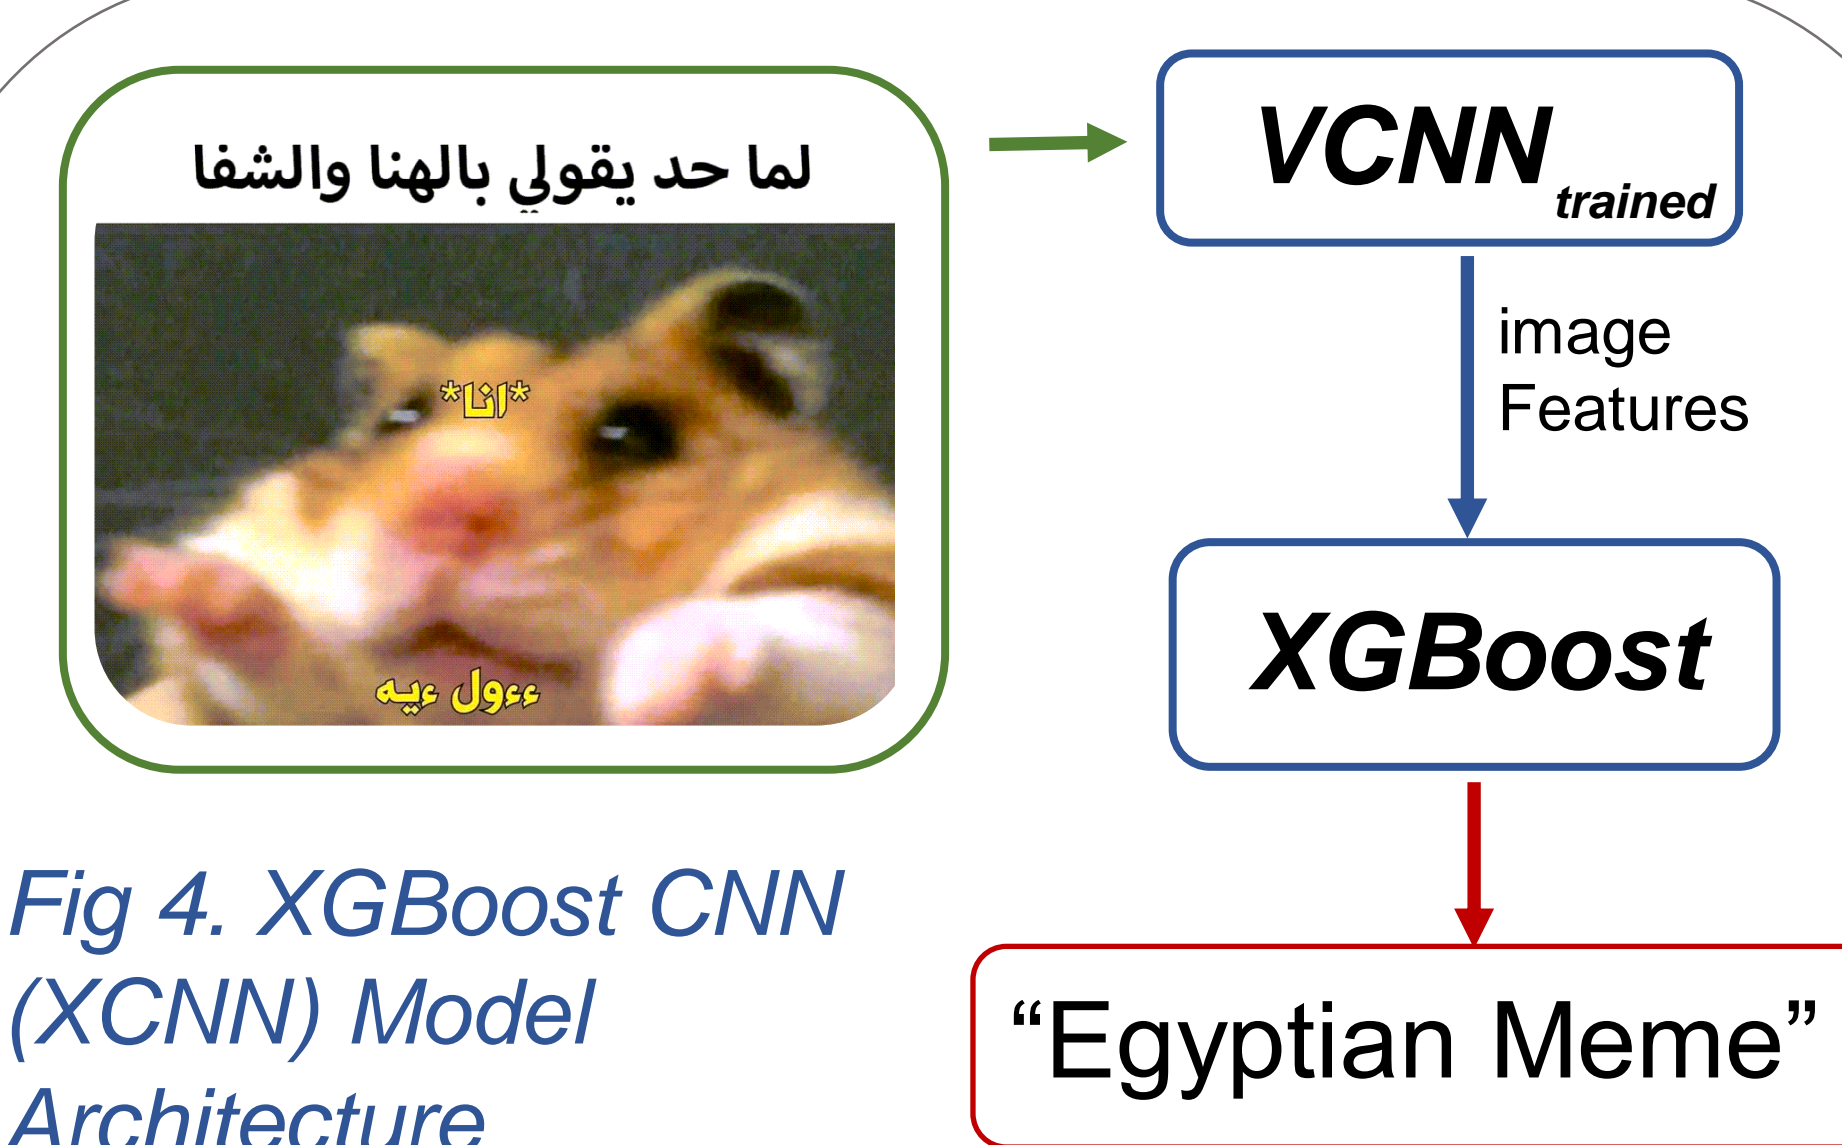 لما حد يقولي بالهنا والشفا
*انا*
ءءول ءيه
VCNN trained
image
Features
XGBoost
“Egyptian Meme”
Fig 4. XGBoost CNN
(XCNN) Model
Architecture